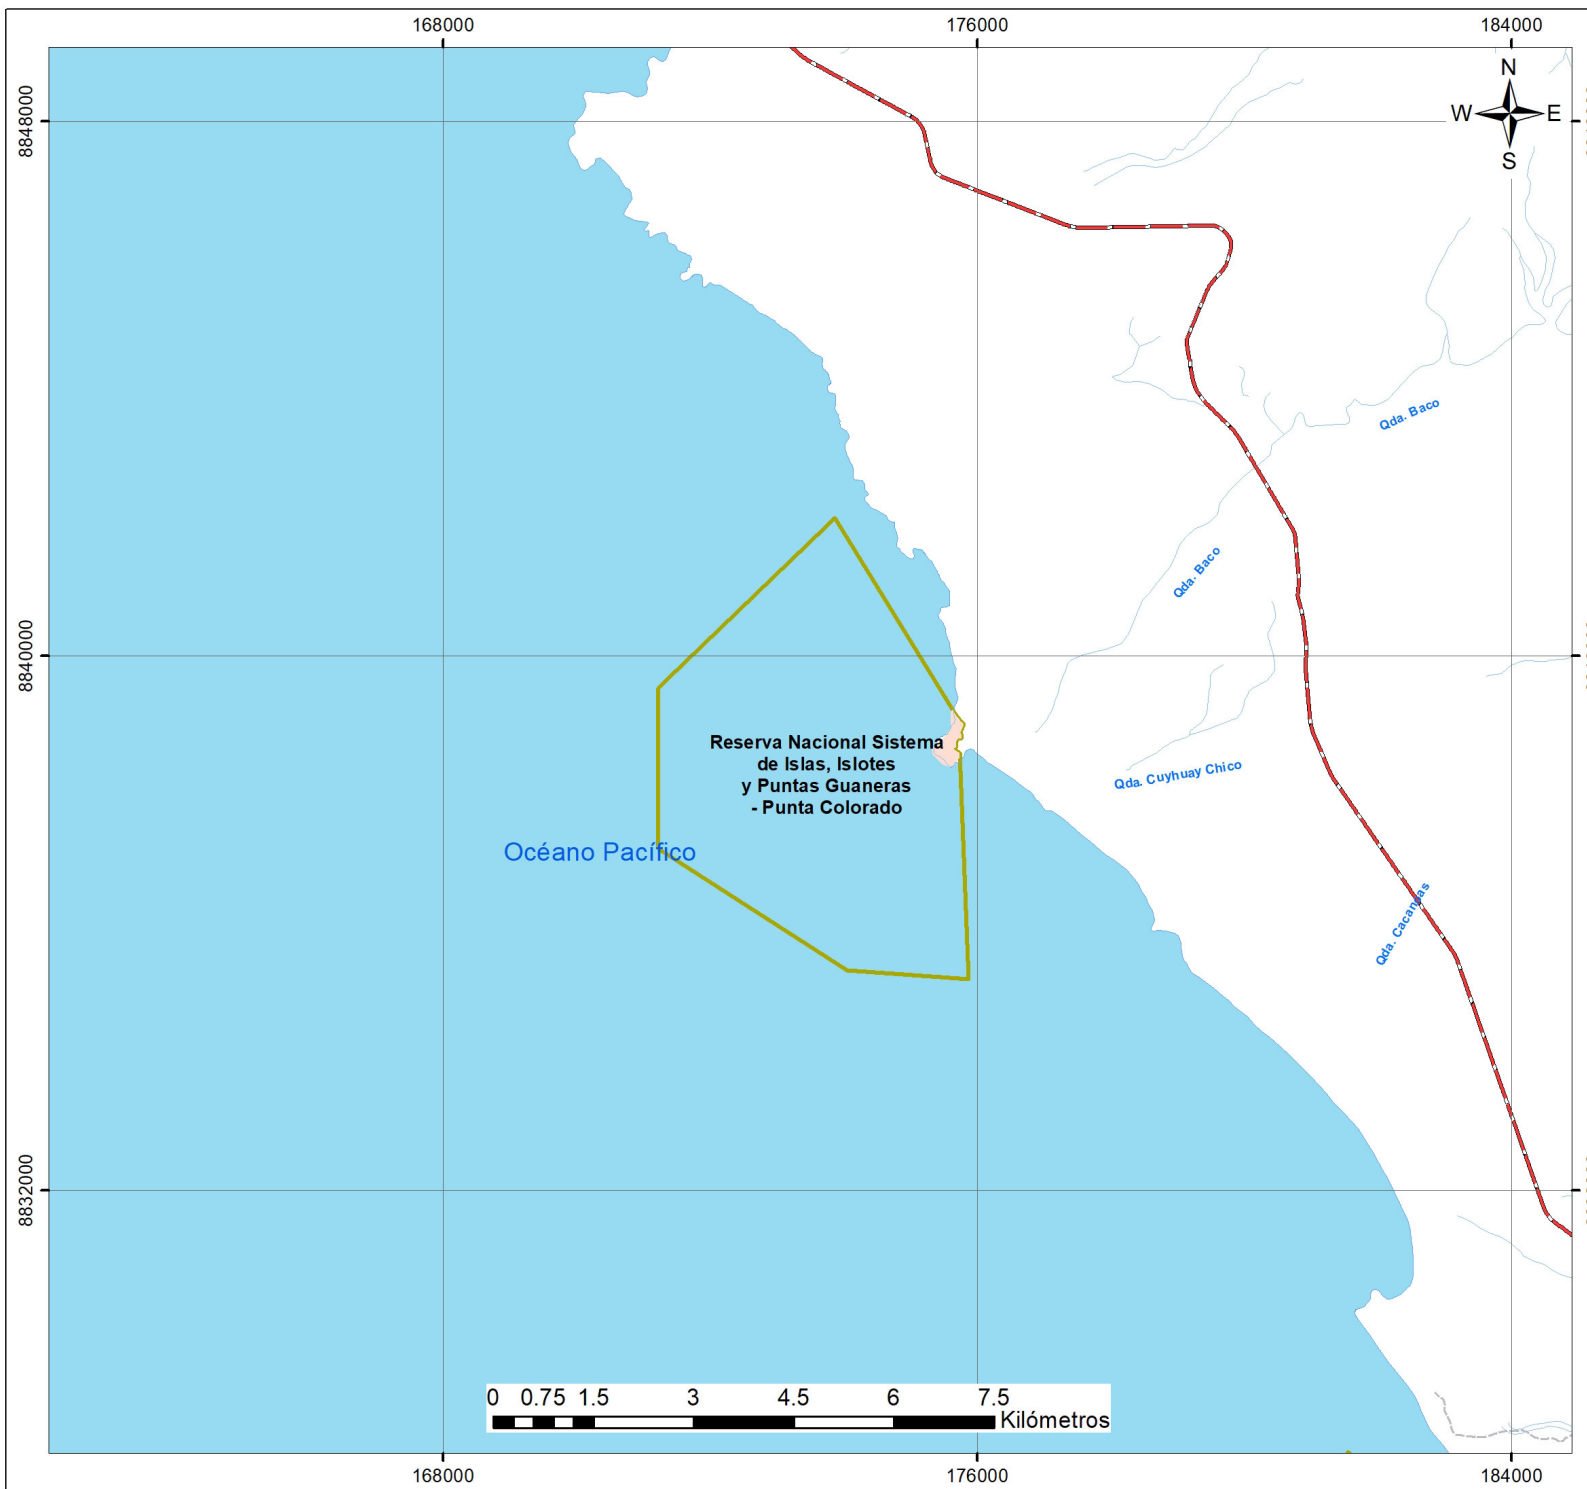 168000
176000
184000
N
W
E
S
8848000
Qda. Baco
Qda. Baco
8840000
Reserva Nacional Sistema
de Islas, Islotes
y Puntas Guaneras
- Punta Colorado
Qda. Cuyhuay Chico
Océano Pacífico
8832000
0 0.75 1.5 3 4.5 6 7.5
Kilómetros
168000
176000
184000